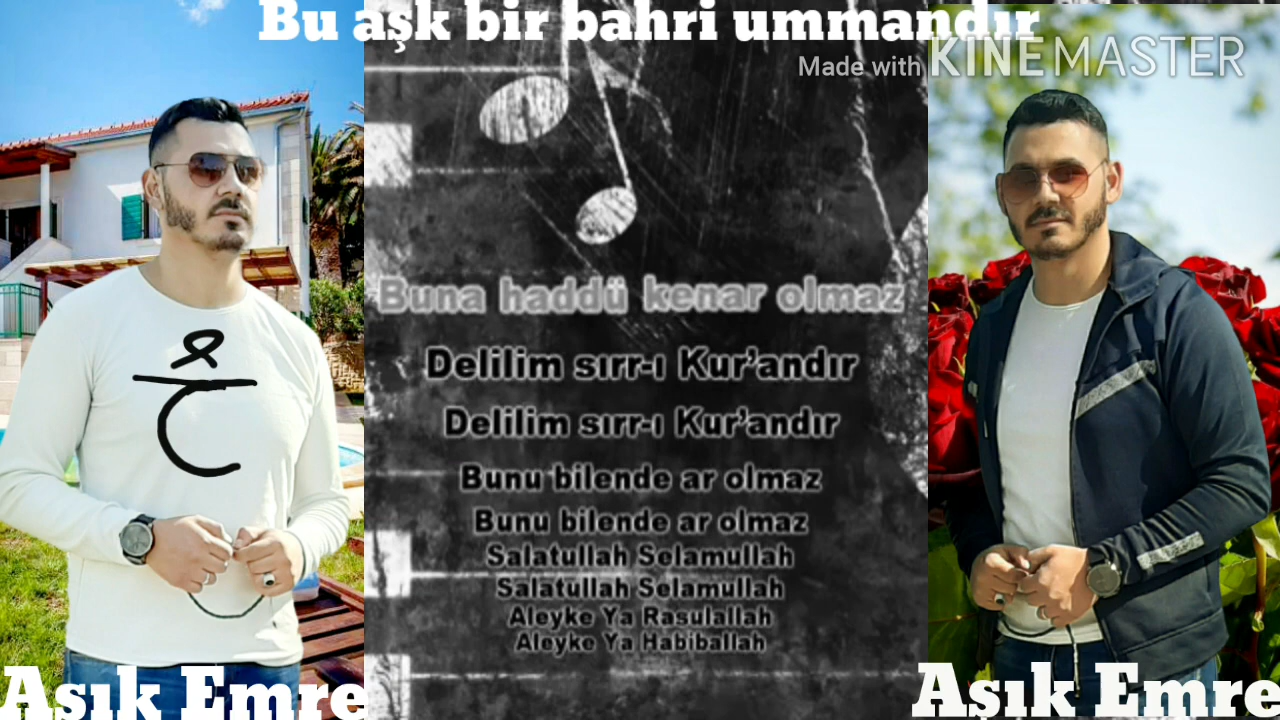 Bu aşk bir bahri ummandır
Made with KINEMASTER
Buna haddü kenar olmaz
Delilim sırr-ı Kur'andır
Delilim sırr-ı Kur'andır
Bunu bilende ar olmaz
Bunu bilende ar olmaz
Salatullah Selamullah
Salatullah Selamullah
Aleyke Ya Rasulallah
Aleyke Ya Habiballah
Aşık Emre
Aşık Emre